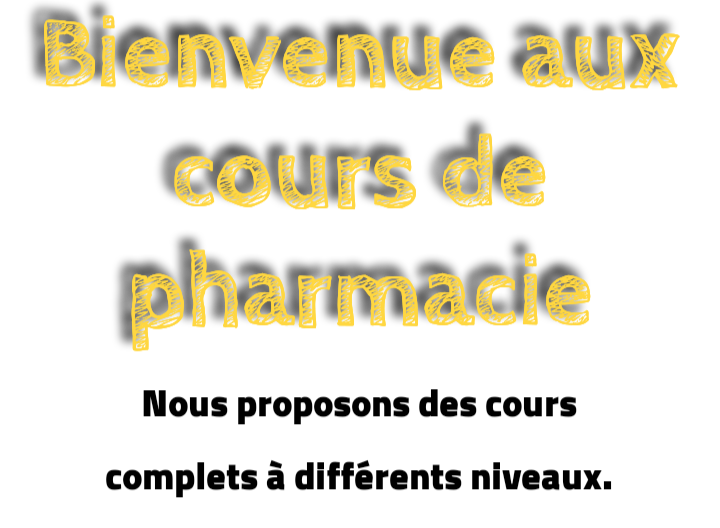 Bienvenue aux
cours de
pharmacie
Nous proposons des cours
complets à différents niveaux.